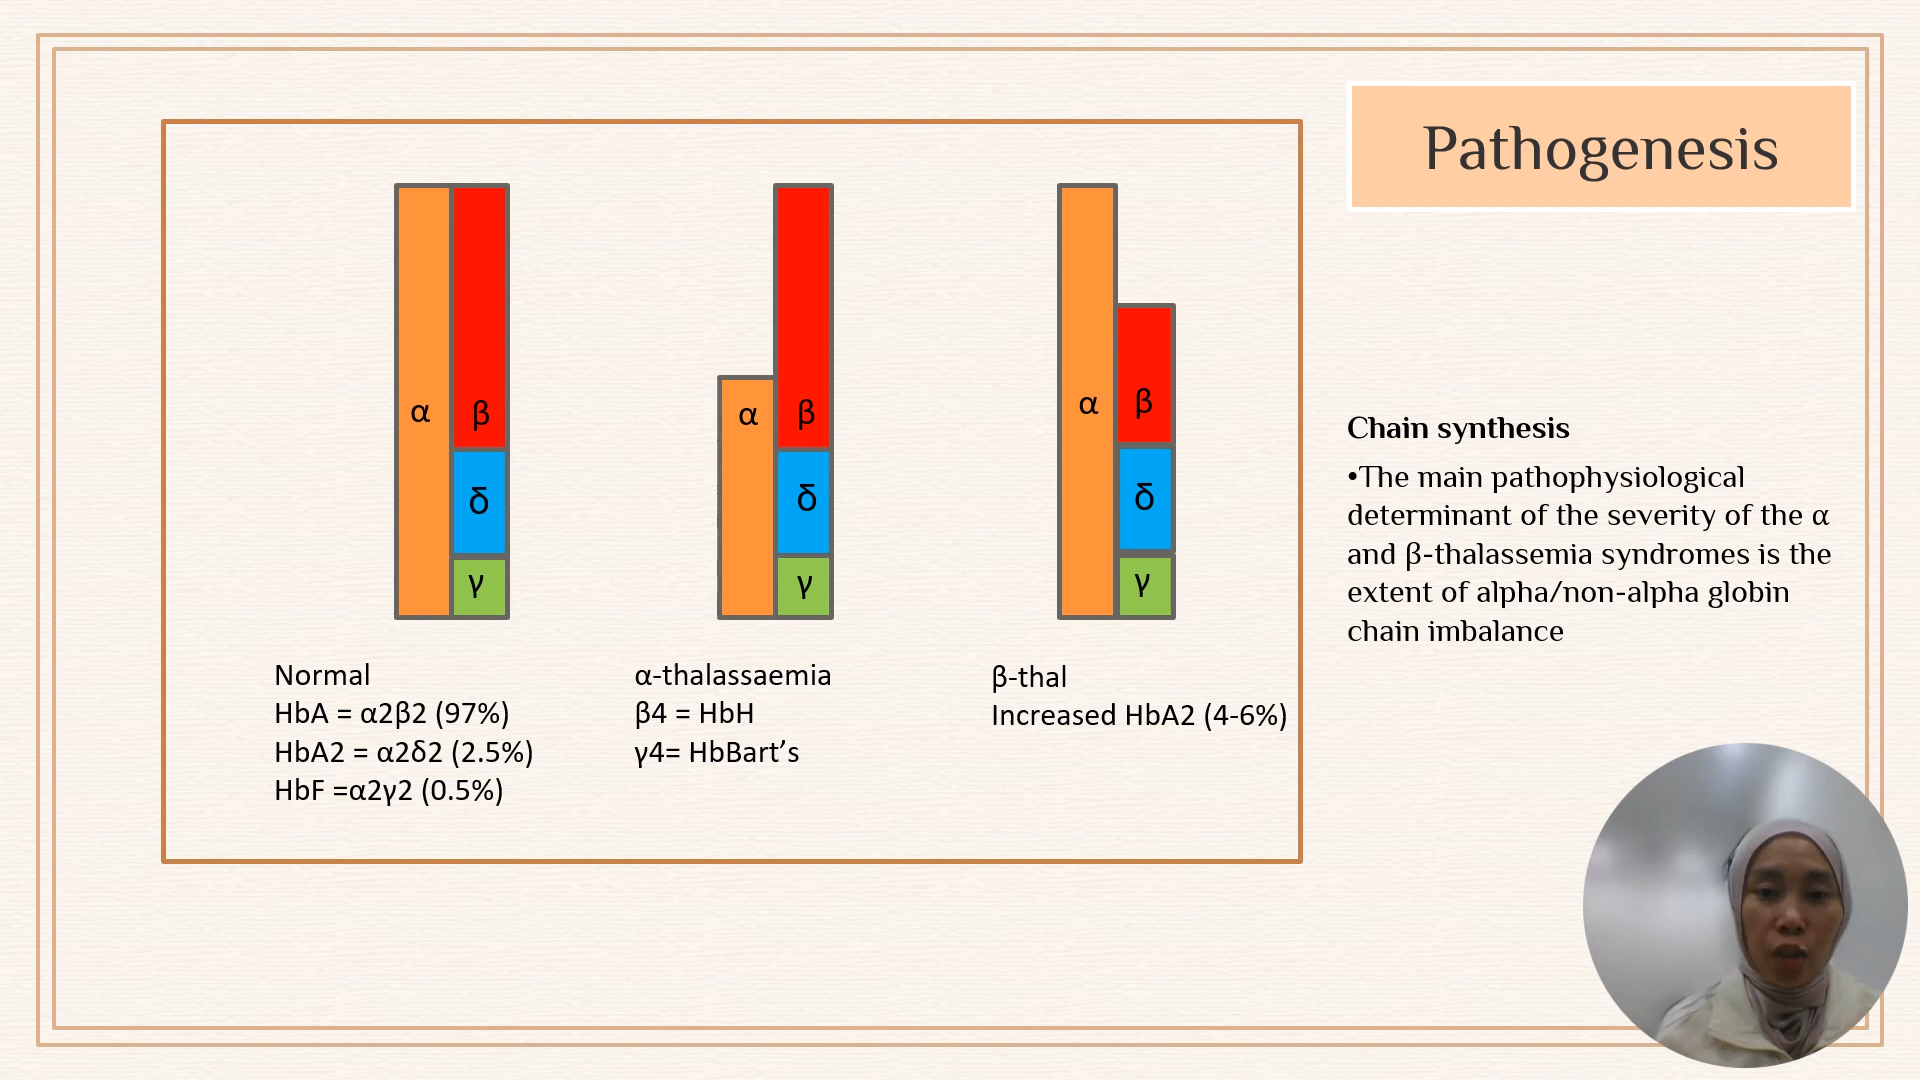 Pathogenesis
α
β
δ
γ
α
β
δ
γ
α
β
δ
γ
Normal
HbA = α2β2 (97%)
HbA2 = α2δ2 (2.5%)
HbF =α2γ2 (0.5%)
α-thalassaemia
β4 = HbH
γ4= HbBart’s
β-thal
Increased HbA2 (4-6%)
Chain synthesis
•The main pathophysiological
determinant of the severity of the α
and β-thalassemia syndromes is the
extent of alpha/non-alpha globin
chain imbalance